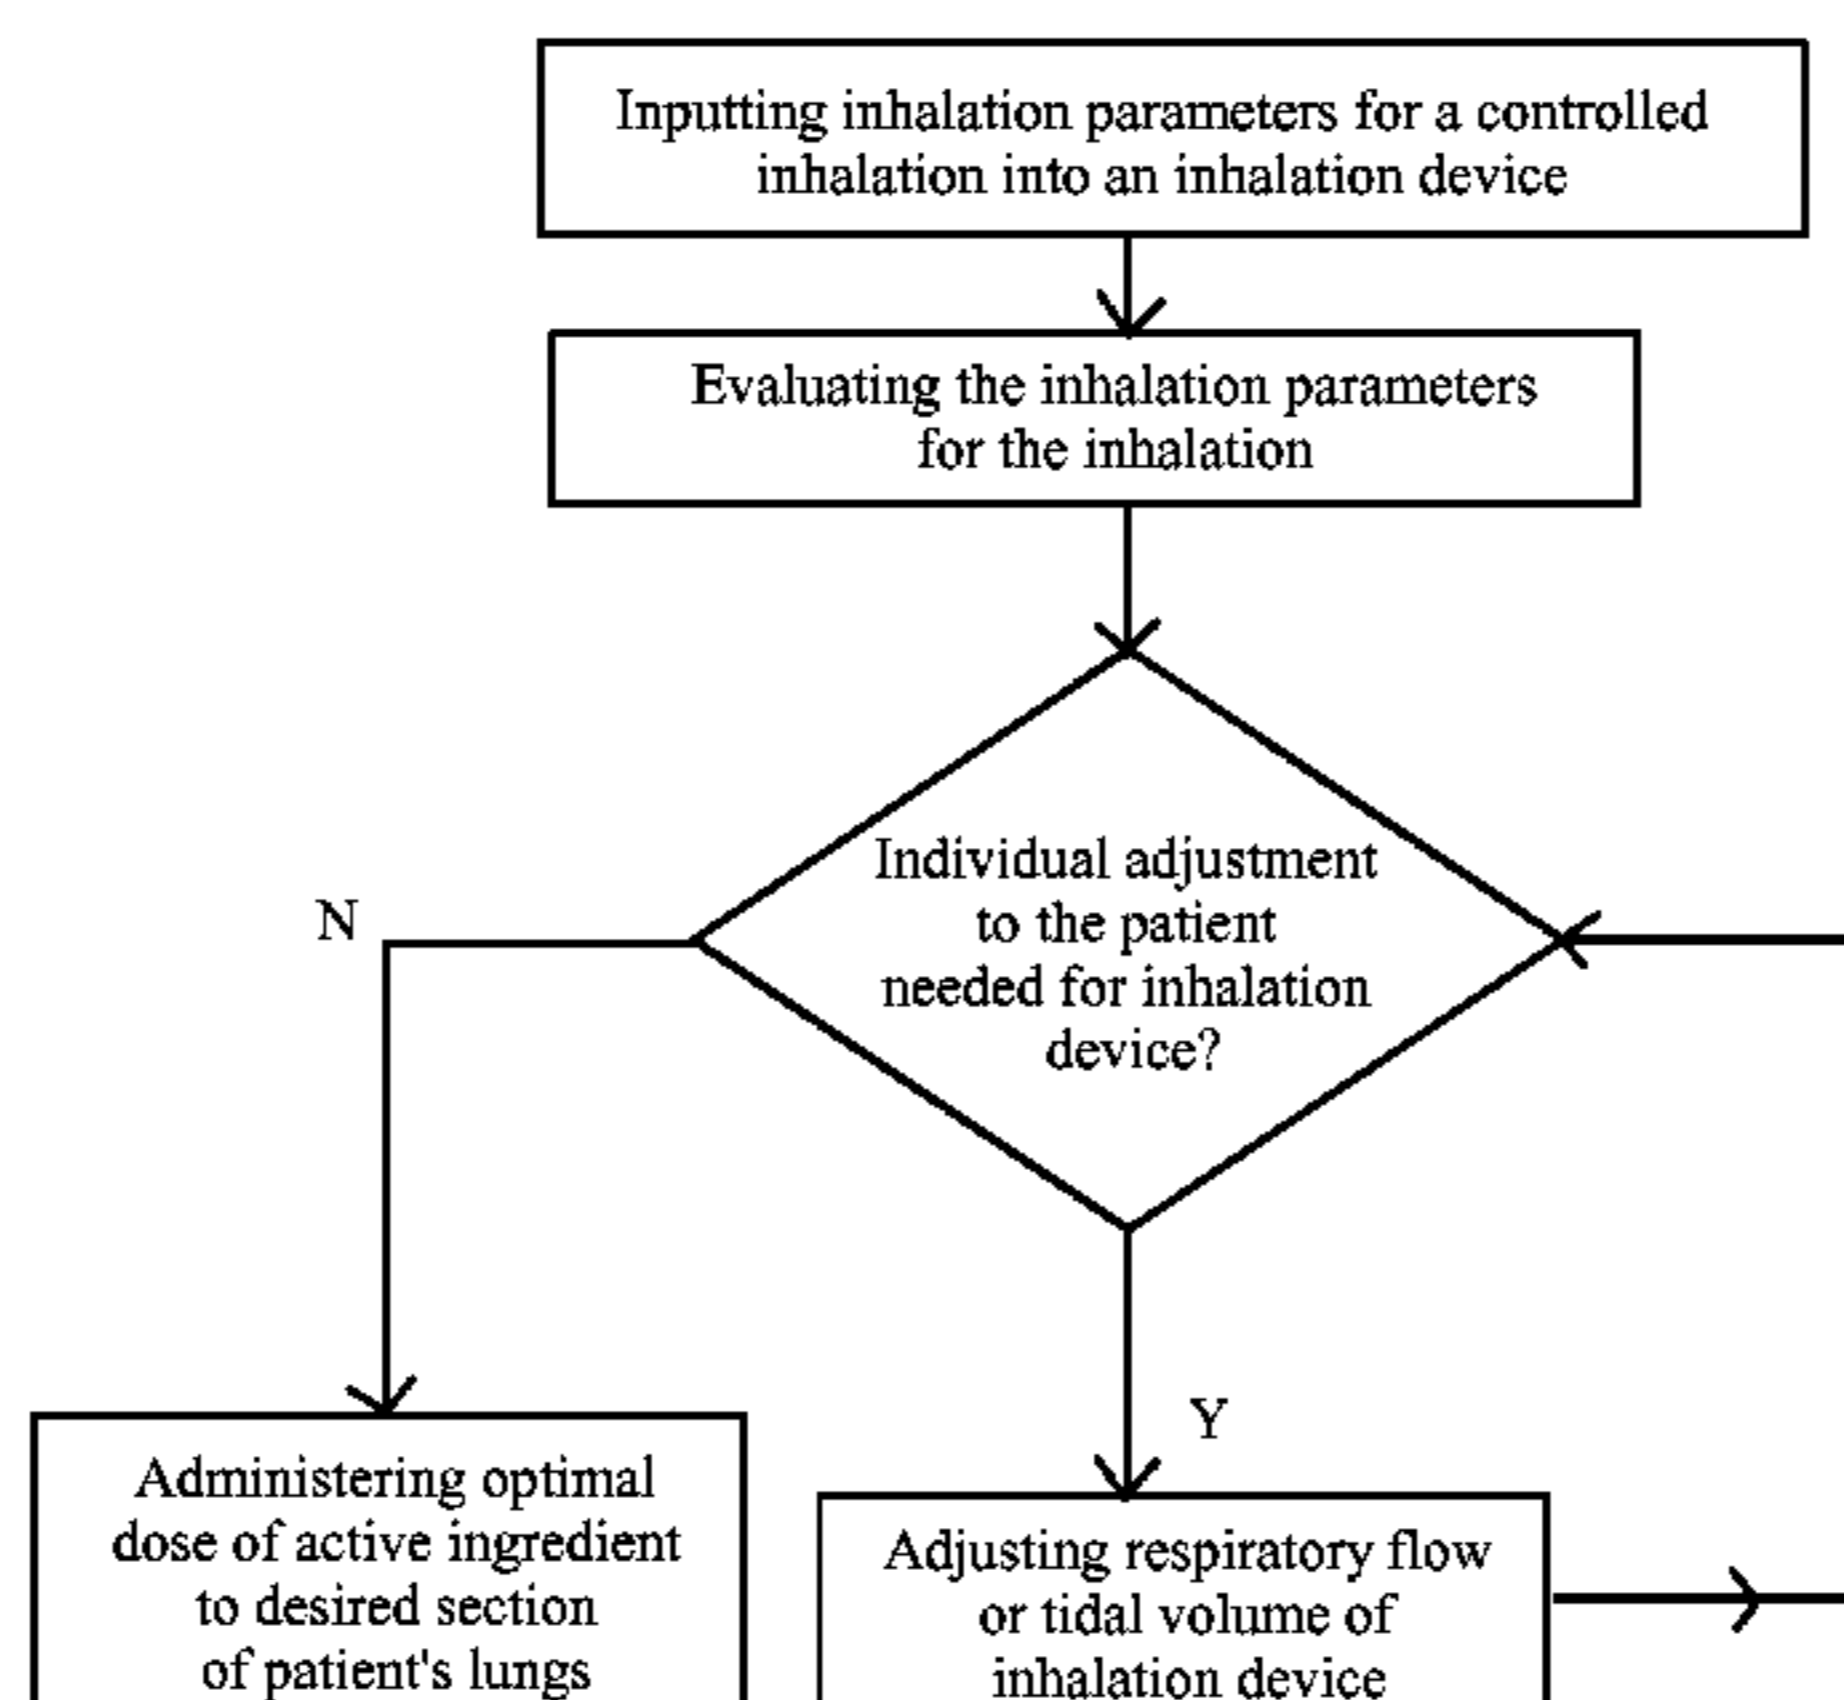 Inputting inhalation parameters for a controlled
inhalation into an inhalation device
Evaluating the inhalation parameters
for the inhalation
Individual adjustment
to the patient
needed for inhalation
device?
N
Y
Administering optimal
dose of active ingredient
to desired section
of patient's lungs
Adjusting respiratory flow
or tidal volume of
inhalation device